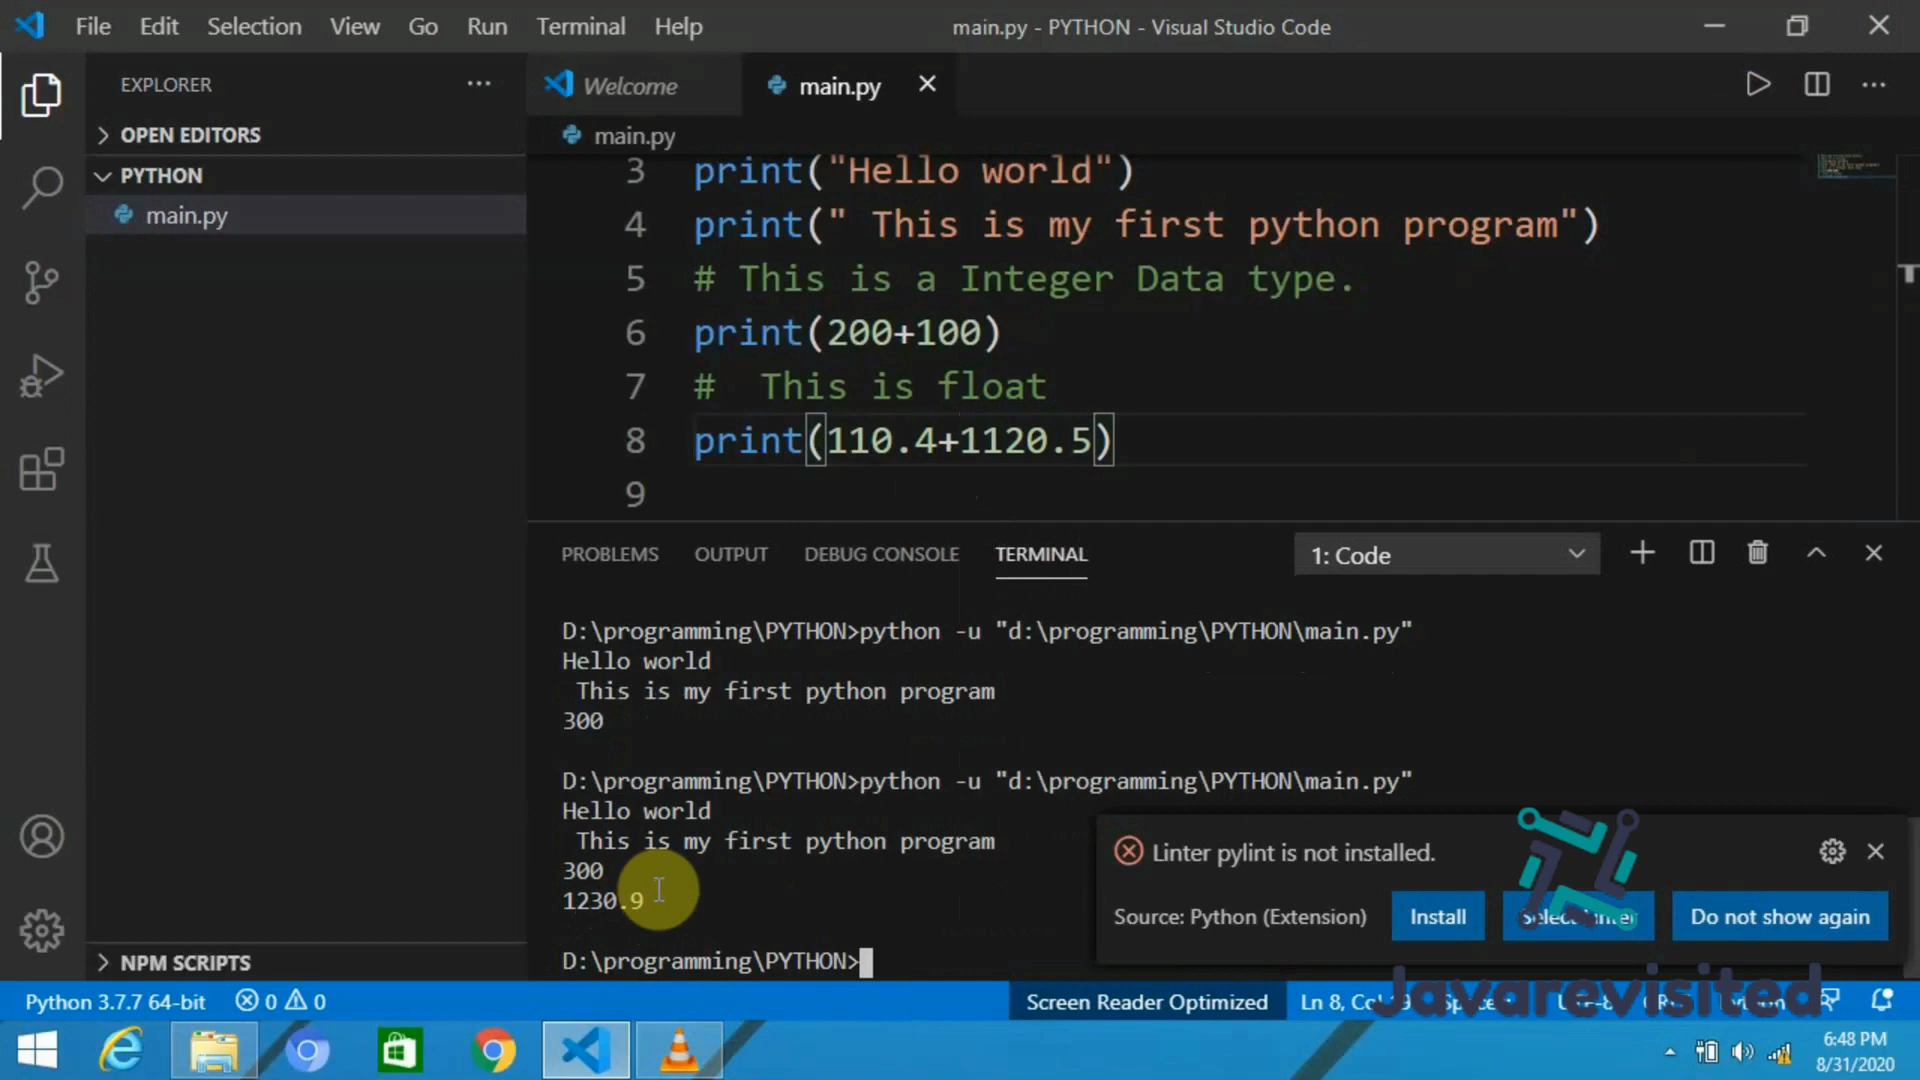 File Edit Selection View Go Run Terminal Help main.py - PYTHON - Visual Studio Code
EXPLORER
OPEN EDITORS
PYTHON
main.py
NPM SCRIPTS
Welcome main.py
main.py
3 print("Hello world")
4 print(" This is my first python program")
5 # This is a Integer Data type.
6 print(200+100)
7 #  This is float
8 print(110.4+1120.5)
9
PROBLEMS OUTPUT DEBUG CONSOLE TERMINAL 1: Code
D:\programming\PYTHON>python -u "d:\programming\PYTHON\main.py"
Hello world
 This is my first python program
300
D:\programming\PYTHON>python -u "d:\programming\PYTHON\main.py"
Hello world
 This is my first python program
300
1230.9
D:\programming\PYTHON>
Linter pylint is not installed.
Source: Python (Extension) Install Select Linter Do not show again
Python 3.7.7 64-bit 0 0 Screen Reader Optimized Ln 8,
Javarevisited
6:48 PM
8/31/2020